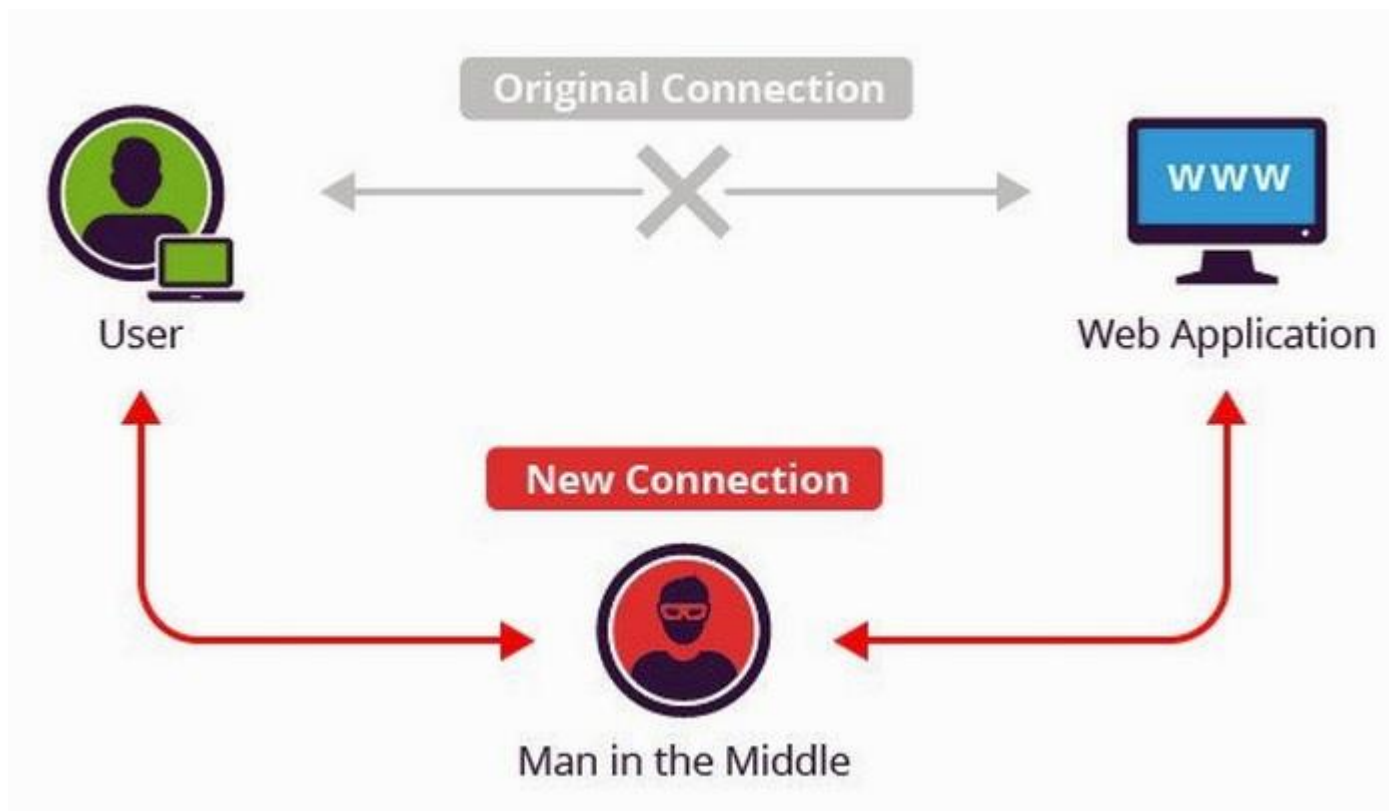 Original Connection
www
User
Web Application
New Connection
Man in the Middle